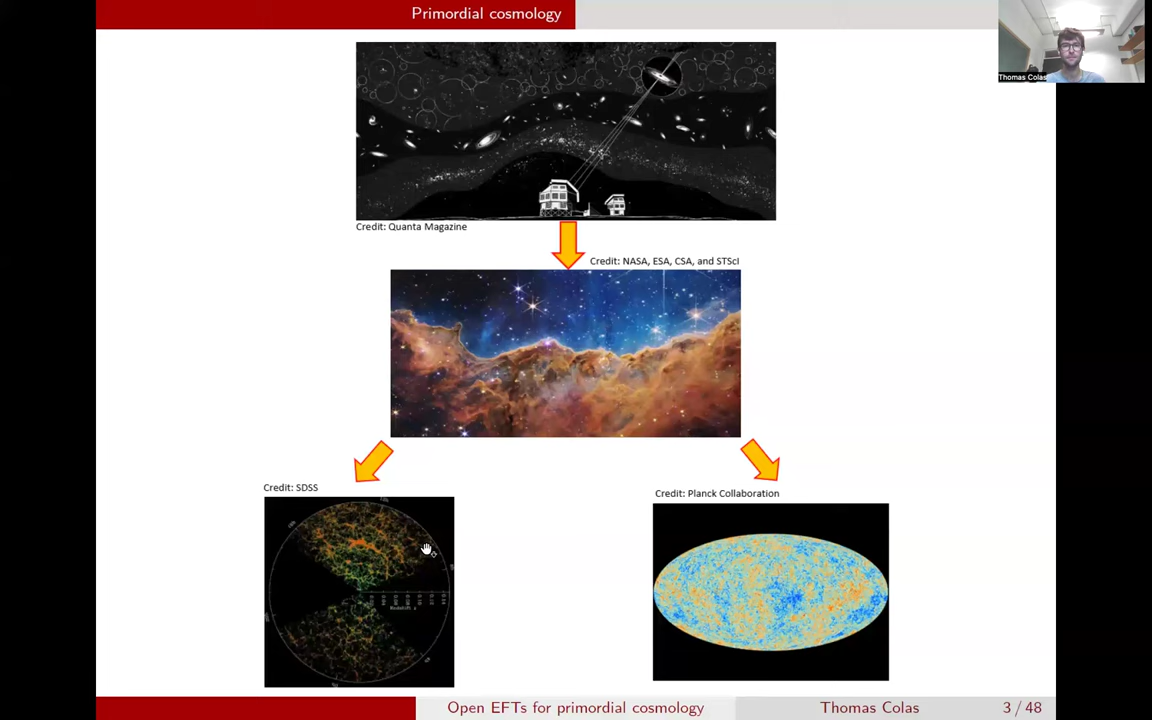 Primordial cosmology
Thomas Colas
Credit: Quanta Magazine
Credit: NASA, ESA, CSA, and STScI
Credit: SDSS
Credit: Planck Collaboration
Redshift z
Open EFTs for primordial cosmology
Thomas Colas
3 / 48